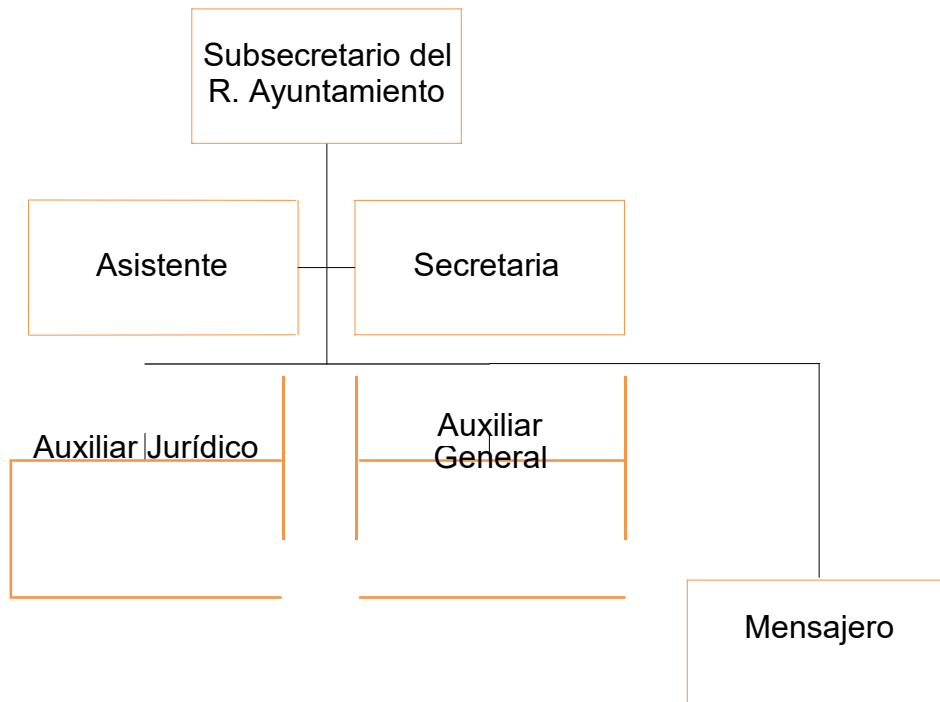 Subsecretario del
R. Ayuntamiento
Asistente
Secretaria
Auxiliar Jurídico
Auxiliar
General
Mensajero